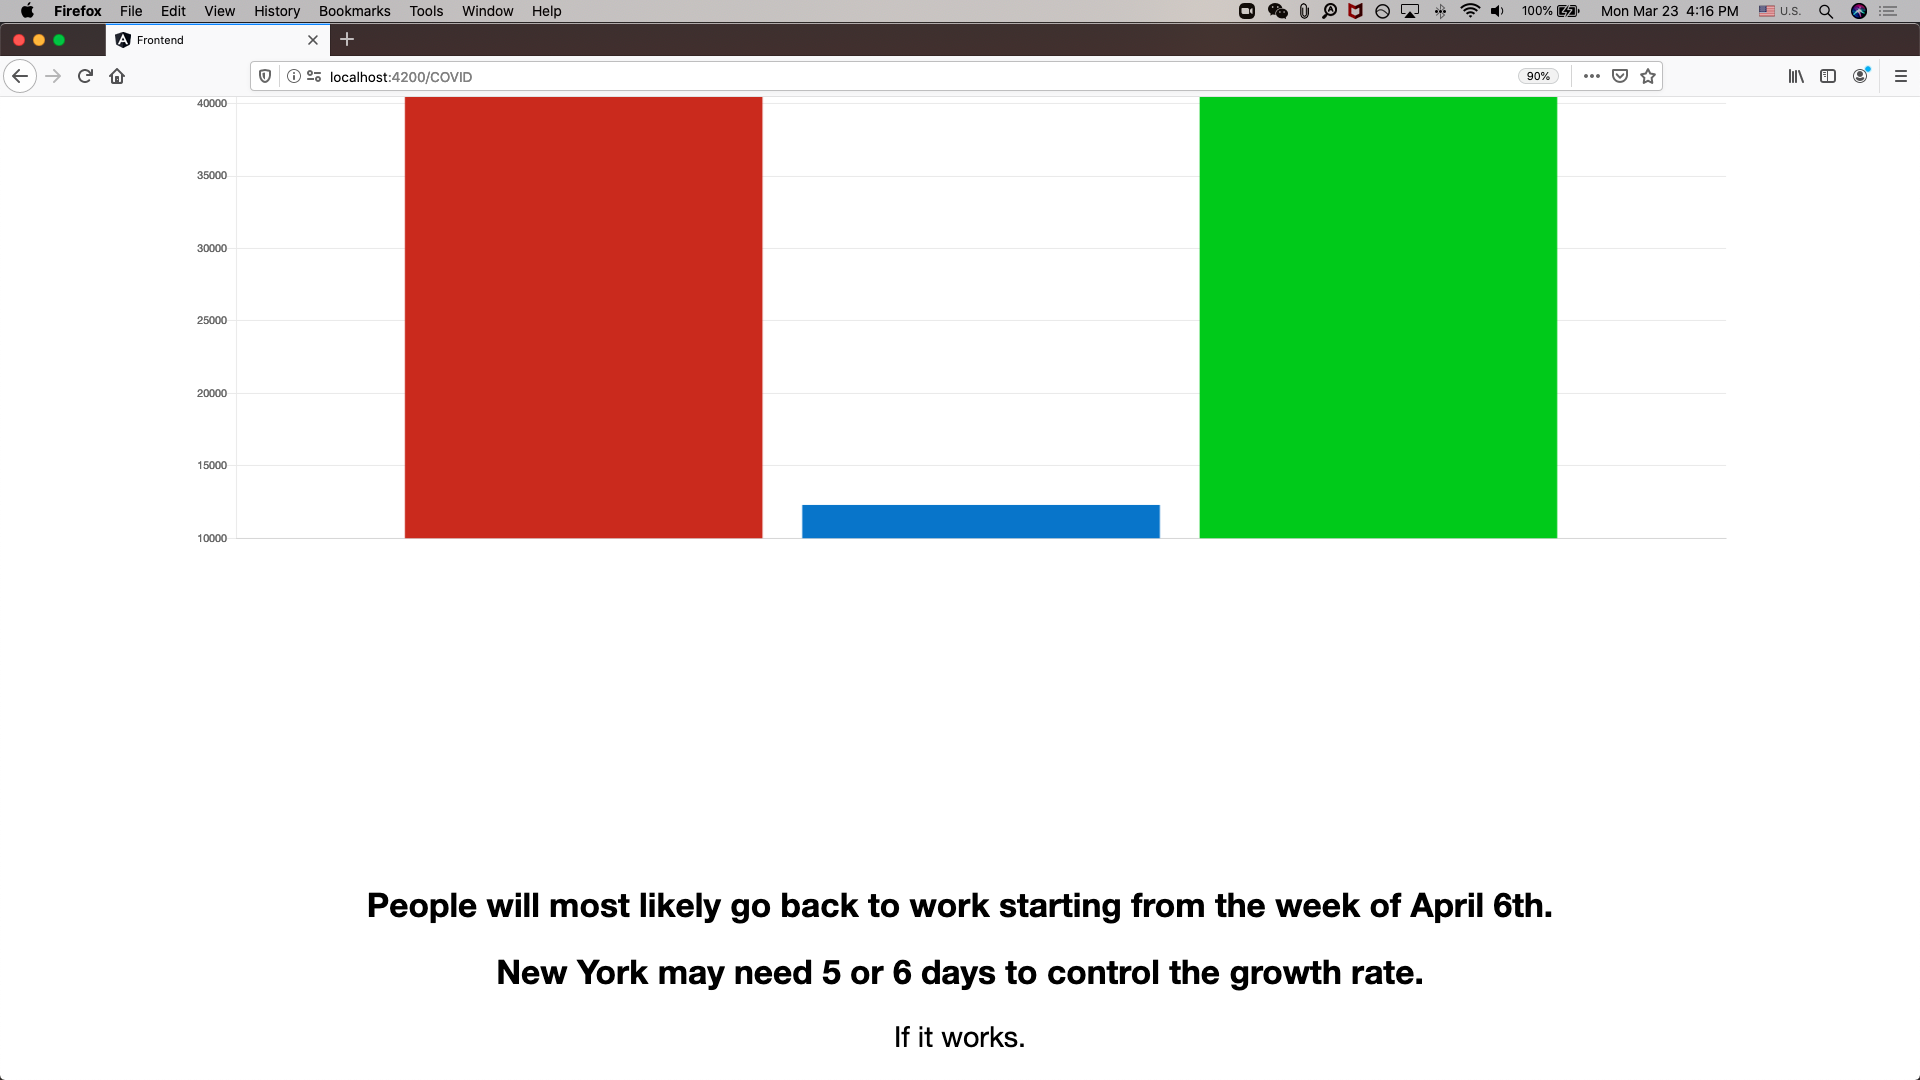 Firefox File Edit View History Bookmarks Tools Window Help 100% Mon Mar 23 4:16 PM U.S.
Frontend
localhost:4200/COVID 90%
40000
35000
30000
25000
20000
15000
10000
People will most likely go back to work starting from the week of April 6th.
New York may need 5 or 6 days to control the growth rate.
If it works.